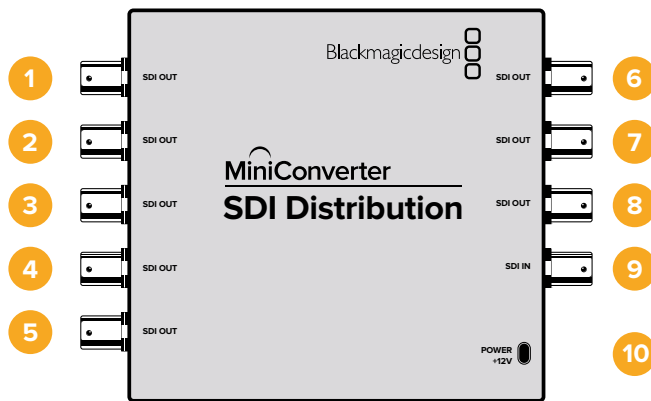 Blackmagicdesign
1 SDI OUT
SDI OUT 6
2 SDI OUT
SDI OUT 7
MiniConverter
SDI Distribution
3 SDI OUT
SDI OUT 8
4 SDI OUT
SDI IN 9
5 SDI OUT
POWER
+12V
10